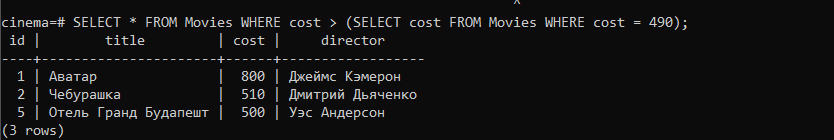 cinema=# SELECT * FROM Movies WHERE cost > (SELECT cost FROM Movies WHERE cost = 490);
 id |        title         | cost |     director
----+----------------------+------+------------------
  1 | Аватар               |  800 | Джеймс Кэмерон
  2 | Чебурашка            |  510 | Дмитрий Дьяченко
  5 | Отель Гранд Будапешт |  500 | Уэс Андерсон
(3 rows)